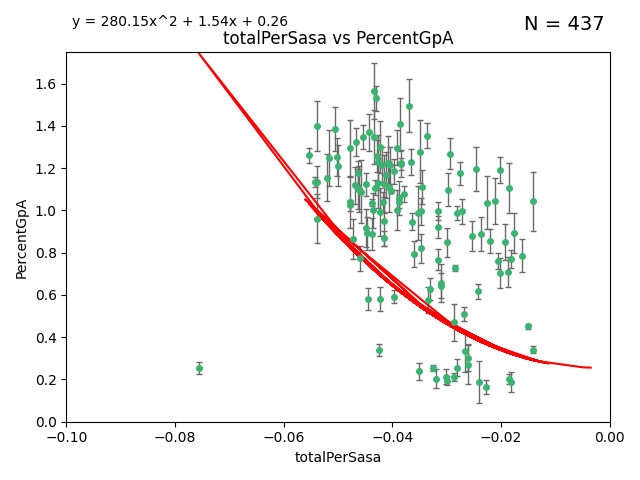 y = 280.15x^2 + 1.54x + 0.26
N = 437
totalPerSasa vs PercentGpA
PercentGpA
1.6
1.4
1.2
1.0
0.8
0.6
0.4
0.2
0.0
−0.10 −0.08 −0.06 −0.04 −0.02 0.00
totalPerSasa